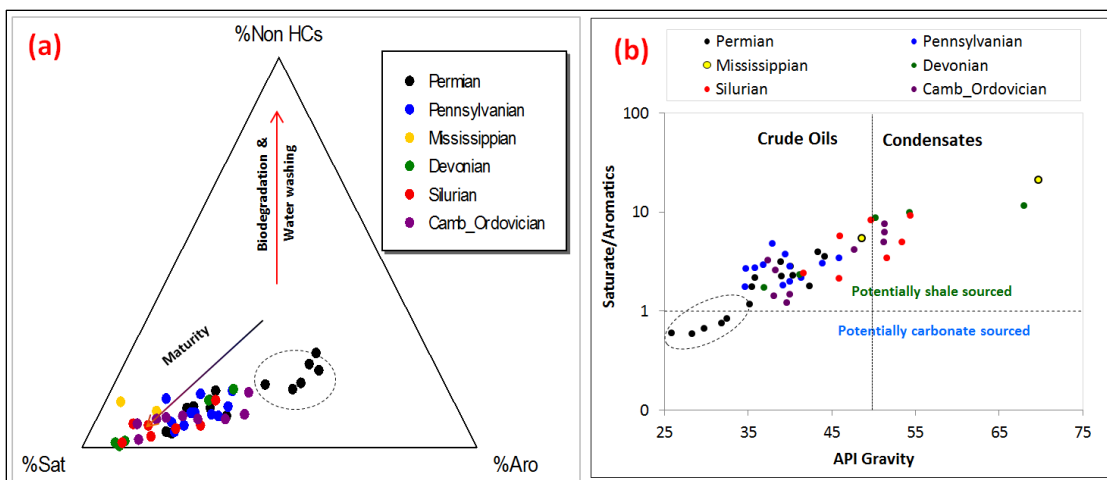 (a)
%Non HCs
Permian
Pennsylvanian
Mississippian
Devonian
Silurian
Camb_Ordovician
Biodegradation &
Water washing
Maturity
%Sat
%Aro
(b)
Permian
Pennsylvanian
Mississippian
Devonian
Silurian
Camb_Ordovician
Saturate/Aromatics
100
10
1
0
Crude Oils
Condensates
Potentially shale sourced
Potentially carbonate sourced
25
35
45
55
65
75
API Gravity